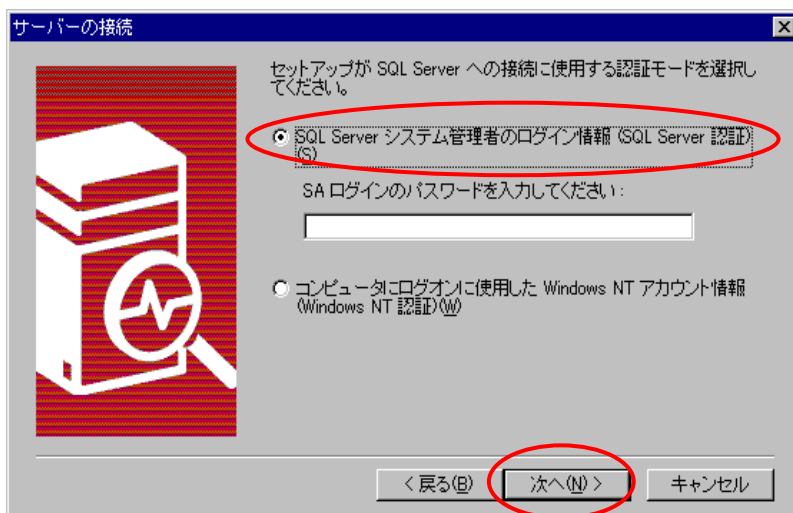 サーバーの接続
セットアップが SQL Server への接続に使用する認証モードを選択し
てください。
SQL Server システム管理者のログイン情報 (SQL Server 認証)
(S)
SA ログインのパスワードを入力してください:
コンピュータにログオンに使用した Windows NT アカウント情報
(Windows NT 認証)(W)
< 戻る(B)
次へ(N) >
キャンセル